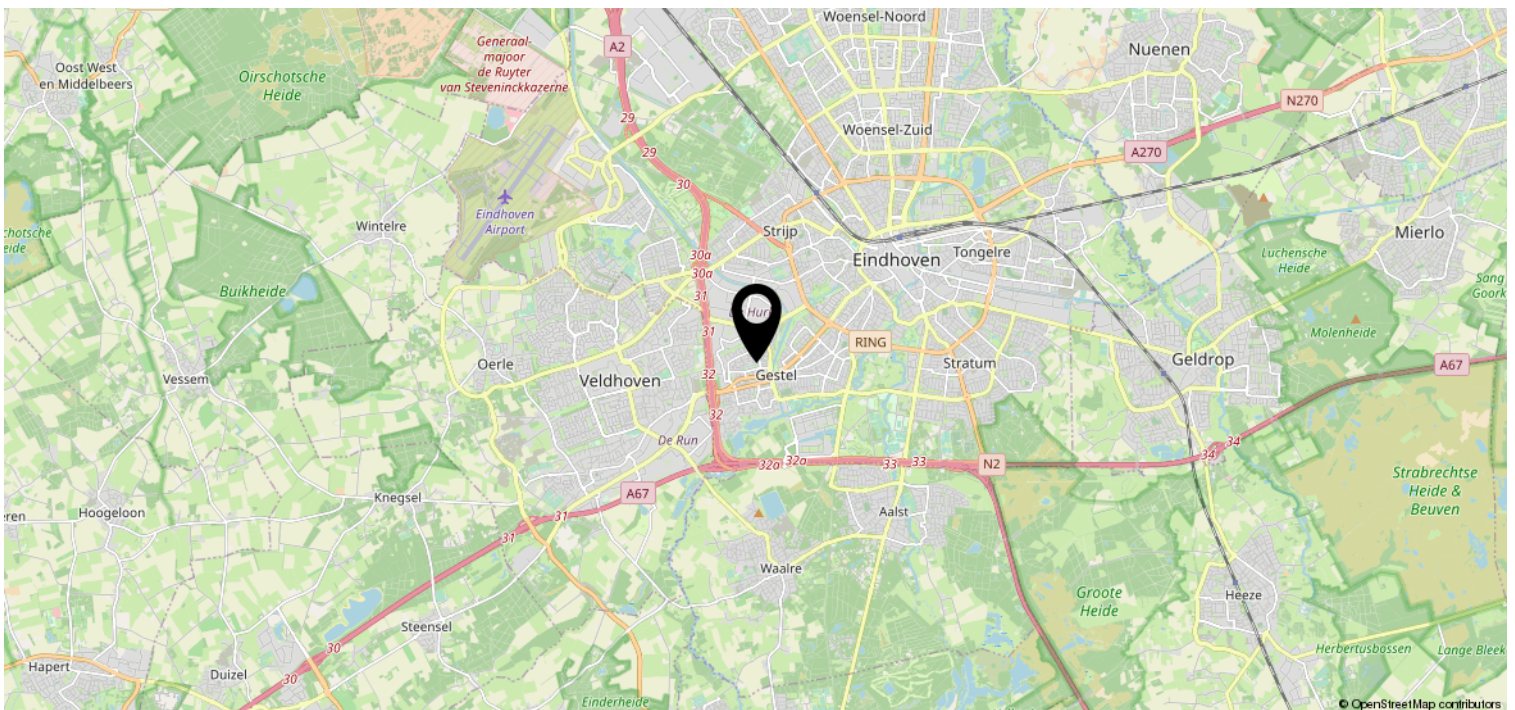 Woensel-Noord
A2
Generaal-
majoor
de Ruyter
van Steveninckkazerne
Nuenen
Oost West
en Middelbeers
Oirschotsche
Heide
N270
29
Woensel-Zuid
29
A270
30
Eindhoven
Airport
Wintelre
Strijp
Mierlo
Tongelre
30a
Eindhoven
Luchensche
Heide
30a
Buikheide
31
Molenheide
31
RING
Oerle
Stratum
Geldrop
A67
Vessem
Veldhoven
32
Gestel
32
De Run
34
34
32a
32a
33
33
N2
Strabrechtse
Heide &
Beuven
A67
Knegsel
Hoogeloon
31
Aalst
31
Waalre
Groote
Heide
Heeze
Steensel
30
Herbertusbossen
Lange Bleek
Hapert
Duizel
30
Einderheide
© OpenStreetMap contributors